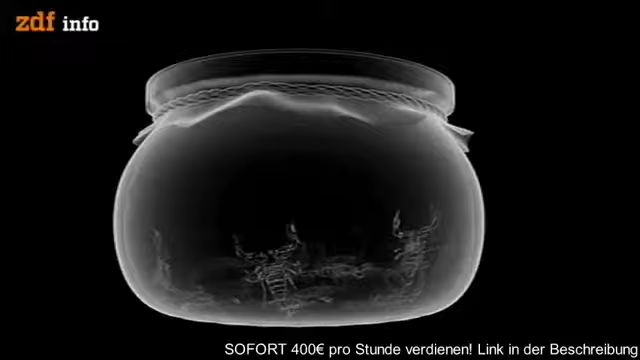 zdf info
SOFORT 400€ pro Stunde verdienen! Link in der Beschreibung